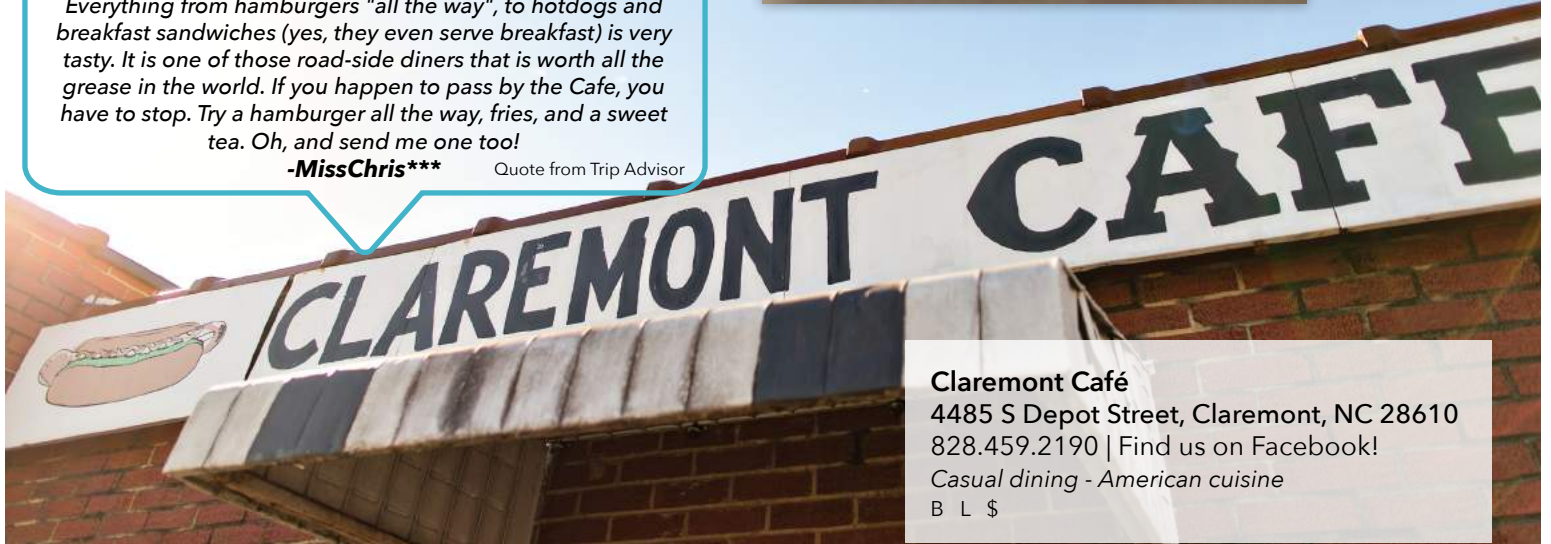 Everything from hamburgers "all the way", to hotdogs and
breakfast sandwiches (yes, they even serve breakfast) is very
tasty. It is one of those road-side diners that is worth all the
grease in the world. If you happen to pass by the Cafe, you
have to stop. Try a hamburger all the way, fries, and a sweet
tea. Oh, and send me one too!
-MissChris*** Quote from Trip Advisor
CLAREMONT CAFE
Claremont Café
4485 S Depot Street, Claremont, NC 28610
828.459.2190 | Find us on Facebook!
Casual dining - American cuisine
B L $